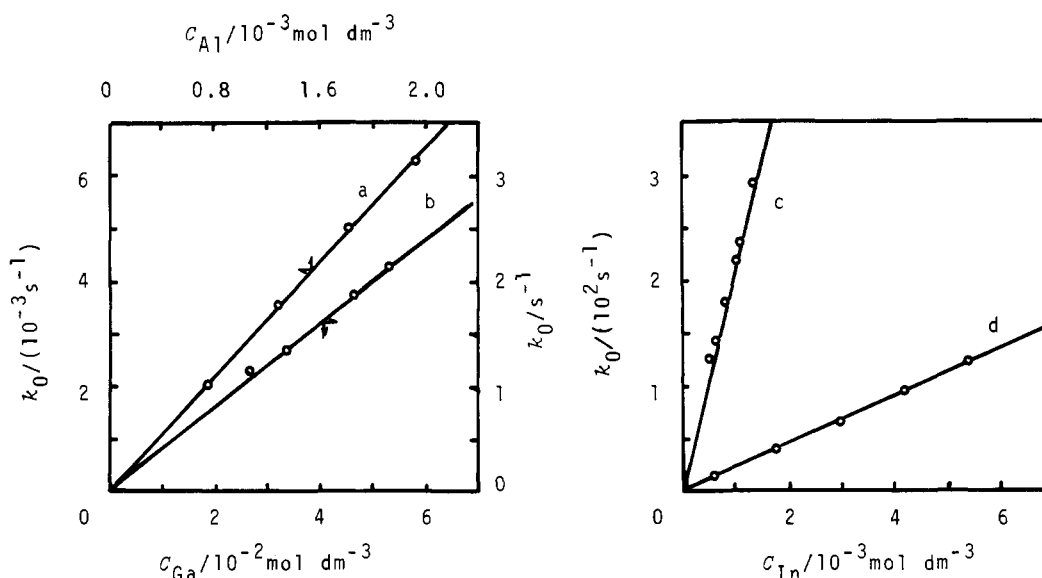 C_Al/10^-3 mol dm^-3
0 0.8 1.6 2.0
a
b
6
4
2
k_0/(10^-3 s^-1)
3
2
1
0
k_0/s^-1
0 2 4 6
C_Ga/10^-2 mol dm^-3
c
d
3
2
1
k_0/(10^2 s^-1)
0 2 4 6
C_In/10^-3 mol dm^-3